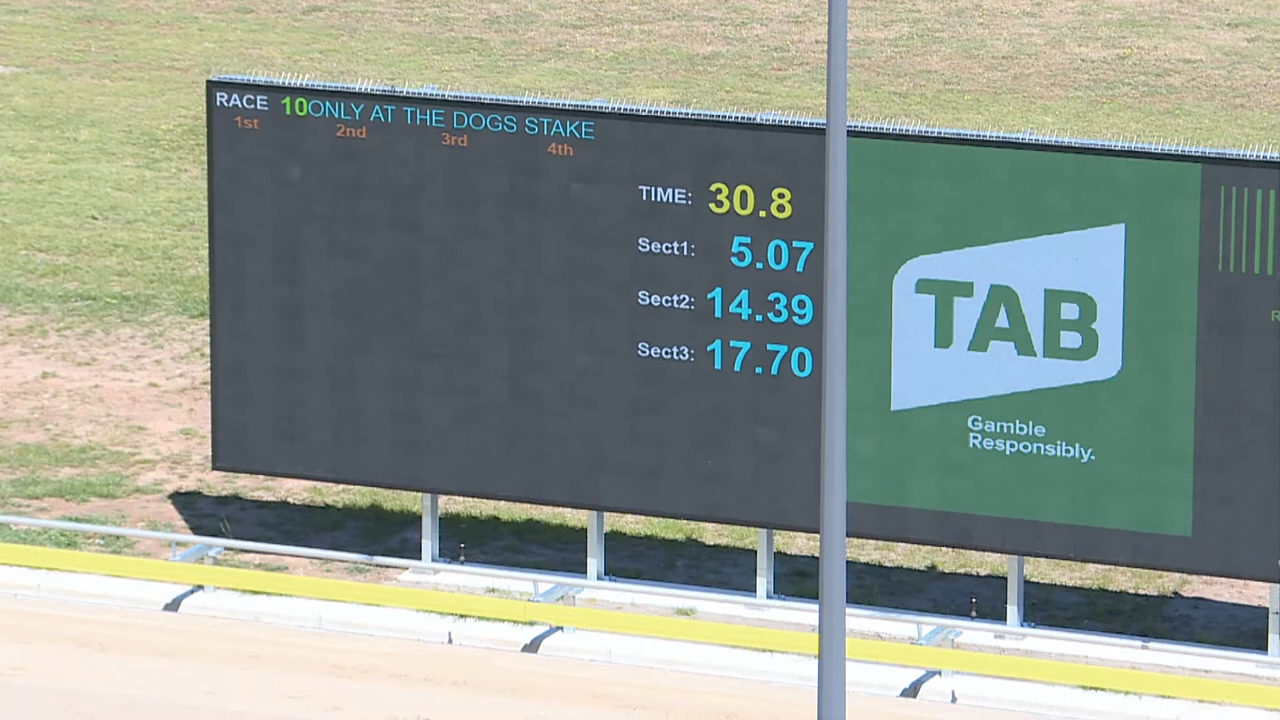 RACE 10ONLY AT THE DOGS STAKE
1st 2nd 3rd 4th
TIME: 30.8
Sect1: 5.07
Sect2: 14.39
Sect3: 17.70
TAB
Gamble
Responsibly.
R